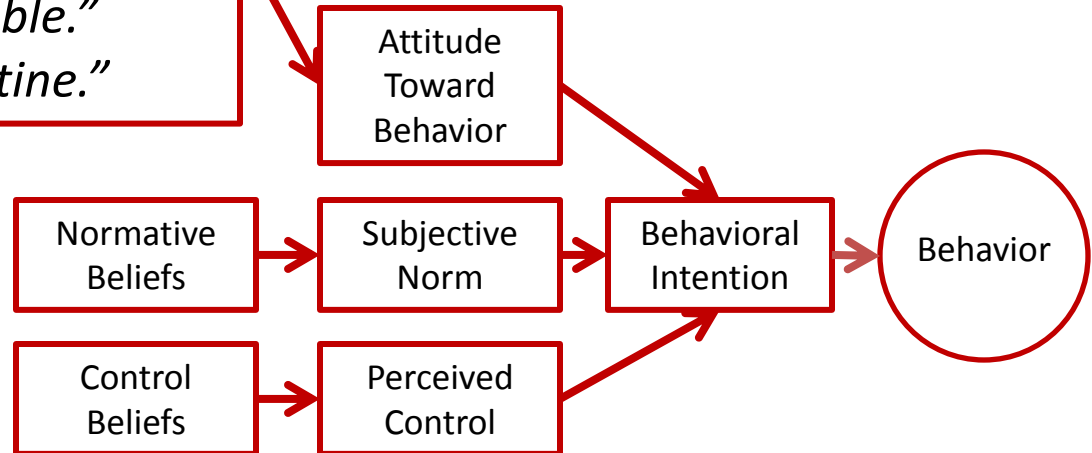 ble.”
tine.”
Attitude
Toward
Behavior
Normative
Beliefs
Subjective
Norm
Behavioral
Intention
Behavior
Control
Beliefs
Perceived
Control